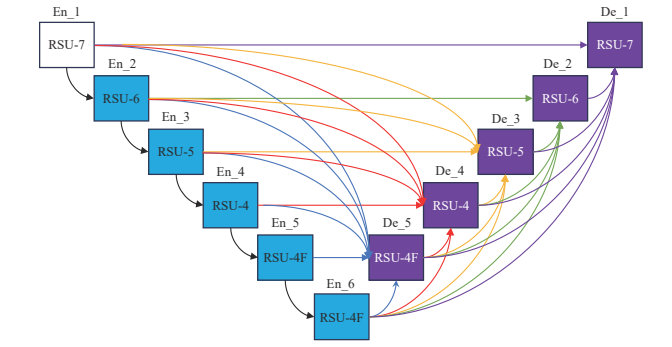 En_1
RSU-7
De_1
RSU-7
En_2
RSU-6
De_2
RSU-6
En_3
RSU-5
De_3
RSU-5
En_4
RSU-4
De_4
RSU-4
En_5
RSU-4F
De_5
RSU-4F
En_6
RSU-4F